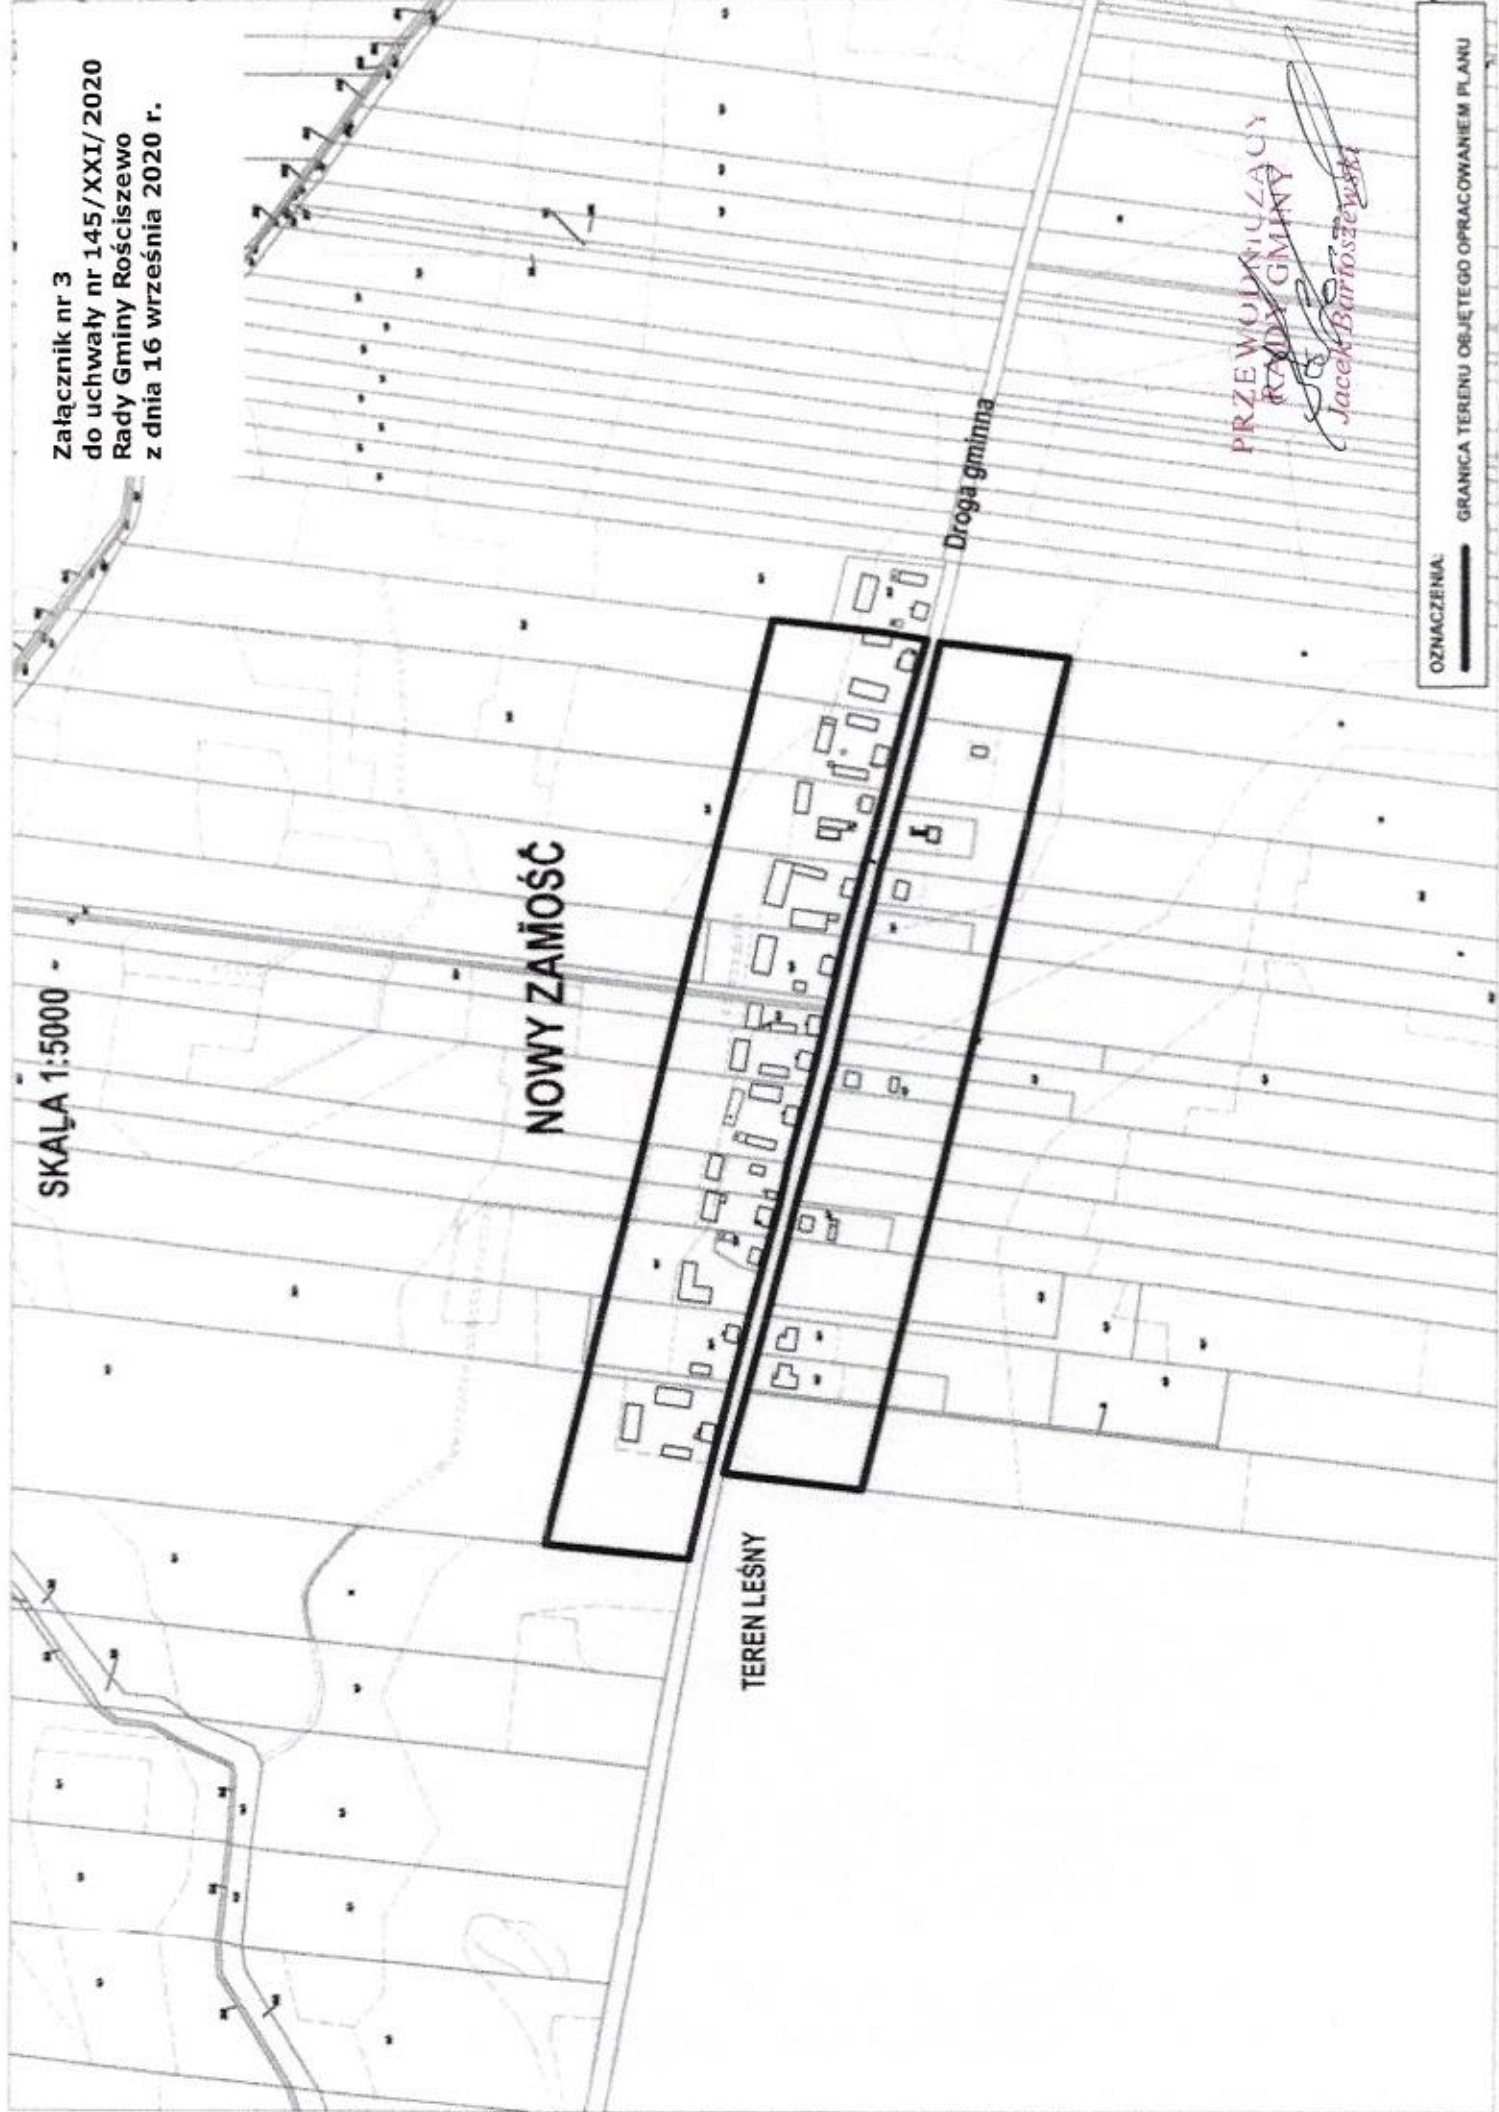 Załącznik nr 3
do uchwały nr 145/XXI/2020
Rady Gminy Rościszewo
z dnia 16 września 2020 r.
SKALA 1:5000
NOWY ZAMOŚĆ
Droga gminna
TEREN LEŚNY
PRZEWODNICZĄCY
RADY GMINY
Jacek Bartoszewski
OZNACZENIA:
GRANICA TERENU OBJĘTEGO OPRACOWANIEM PLANU